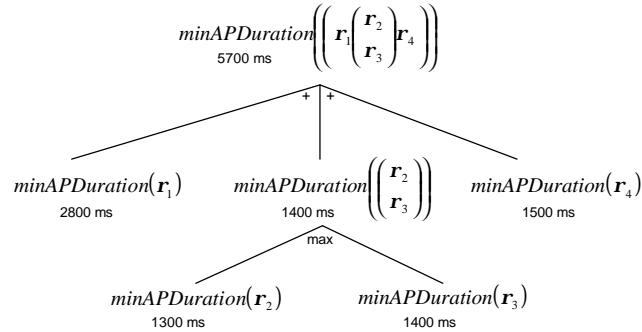 minAPDuration((r₁(r₂ r₃)r₄))
5700 ms
+ +
minAPDuration(r₁) minAPDuration((r₂ r₃)) minAPDuration(r₄)
2800 ms 1400 ms 1500 ms
max
minAPDuration(r₂) minAPDuration(r₃)
1300 ms 1400 ms